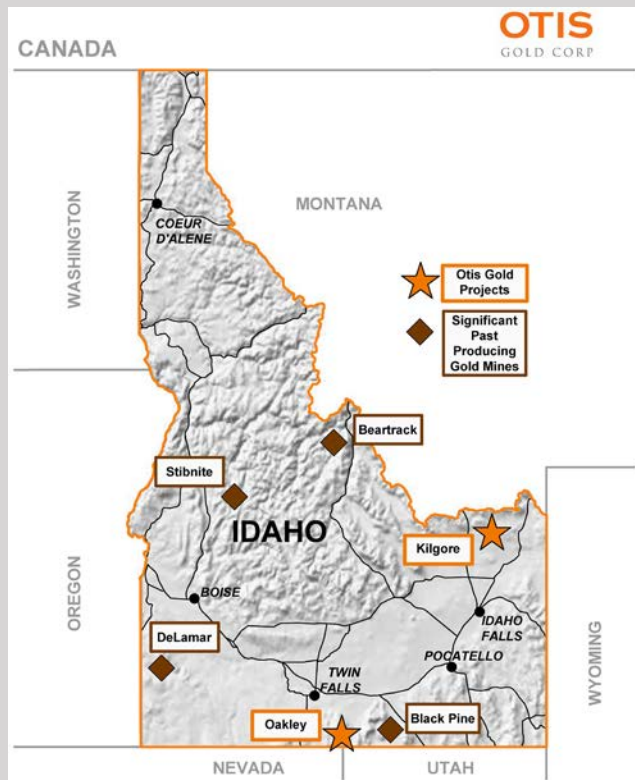 OTIS
GOLD CORP
CANADA
WASHINGTON
MONTANA
COEUR
D'ALENE
Otis Gold
Projects
Significant
Past
Producing
Gold Mines
Beartrack
Stibnite
IDAHO
Kilgore
OREGON
BOISE
IDAHO
FALLS
DeLamar
POCATELLO
WYOMING
TWIN
FALLS
Oakley
Black Pine
NEVADA
UTAH